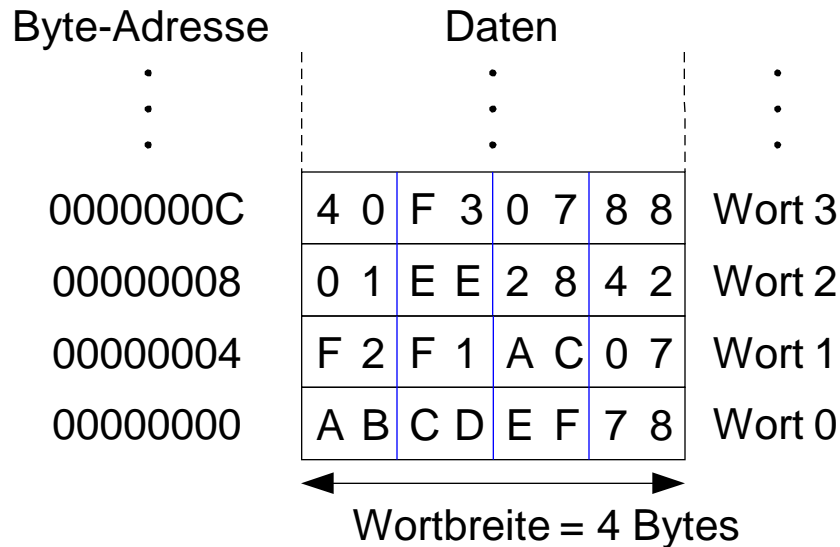 Byte-Adresse Daten
0000000C 4 0 F 3 0 7 8 8 Wort 3
00000008 0 1 E E 2 8 4 2 Wort 2
00000004 F 2 F 1 A C 0 7 Wort 1
00000000 A B C D E F 7 8 Wort 0
Wortbreite = 4 Bytes